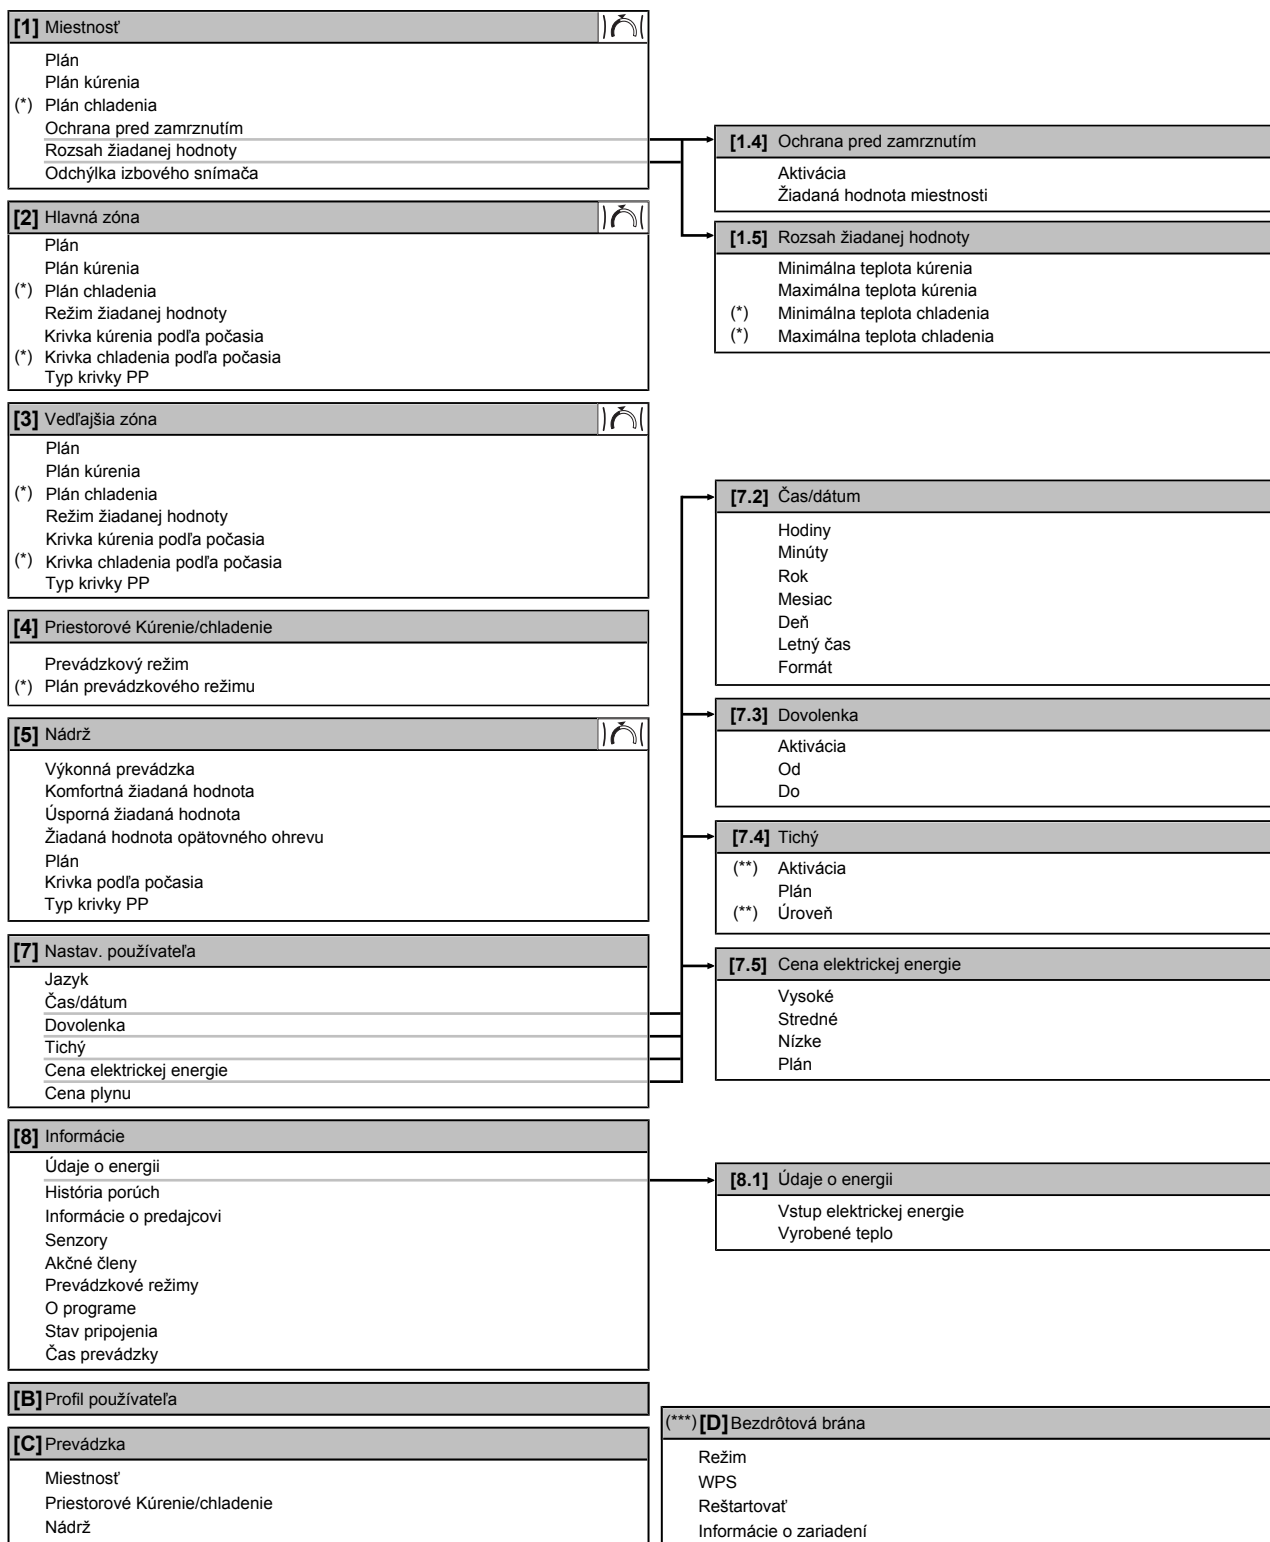 [1] Miestnosť
Plán
Plán kúrenia
(*) Plán chladenia
Ochrana pred zamrznutím
Rozsah žiadanej hodnoty
Odchýlka izbového snímača
[2] Hlavná zóna
Plán
Plán kúrenia
(*) Plán chladenia
Režim žiadanej hodnoty
Krivka kúrenia podľa počasia
(*) Krivka chladenia podľa počasia
Typ krivky PP
[3] Vedľajšia zóna
Plán
Plán kúrenia
(*) Plán chladenia
Režim žiadanej hodnoty
Krivka kúrenia podľa počasia
(*) Krivka chladenia podľa počasia
Typ krivky PP
[4] Priestorové Kúrenie/chladenie
Prevádzkový režim
(*) Plán prevádzkového režimu
[5] Nádrž
Výkonná prevádzka
Komfortná žiadaná hodnota
Úsporná žiadaná hodnota
Žiadaná hodnota opätovného ohrevu
Plán
Krivka podľa počasia
Typ krivky PP
[7] Nastav. používateľa
Jazyk
Čas/dátum
Dovolenka
Tichý
Cena elektrickej energie
Cena plynu
[8] Informácie
Údaje o energii
História porúch
Informácie o predajcovi
Senzory
Akčné členy
Prevádzkové režimy
O programe
Stav pripojenia
Čas prevádzky
[B] Profil používateľa
[C] Prevádzka
Miestnosť
Priestorové Kúrenie/chladenie
Nádrž
[1.4] Ochrana pred zamrznutím
Aktivácia
Žiadaná hodnota miestnosti
[1.5] Rozsah žiadanej hodnoty
Minimálna teplota kúrenia
Maximálna teplota kúrenia
(*) Minimálna teplota chladenia
(*) Maximálna teplota chladenia
[7.2] Čas/dátum
Hodiny
Minúty
Rok
Mesiac
Deň
Letný čas
Formát
[7.3] Dovolenka
Aktivácia
Od
Do
[7.4] Tichý
(**) Aktivácia
Plán
(**) Úroveň
[7.5] Cena elektrickej energie
Vysoké
Stredné
Nízke
Plán
[8.1] Údaje o energii
Vstup elektrickej energie
Vyrobené teplo
(***) [D] Bezdrôtová brána
Režim
WPS
Reštartovať
Informácie o zariadení